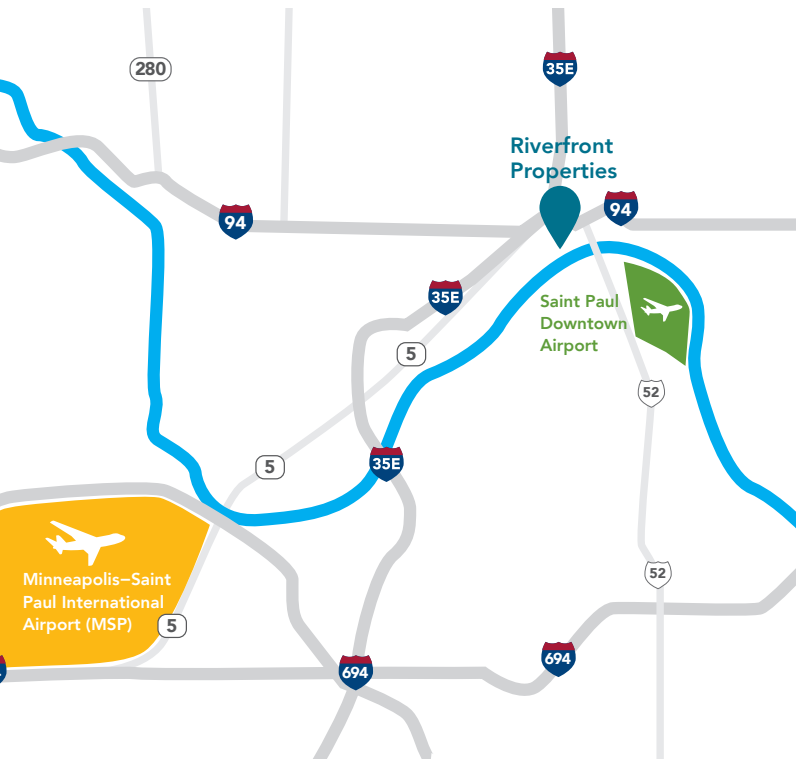 280
35E
Riverfront
Properties
94
94
35E
Saint Paul
Downtown
Airport
5
52
5
35E
Minneapolis–Saint
Paul International
Airport (MSP)
52
5
694
694